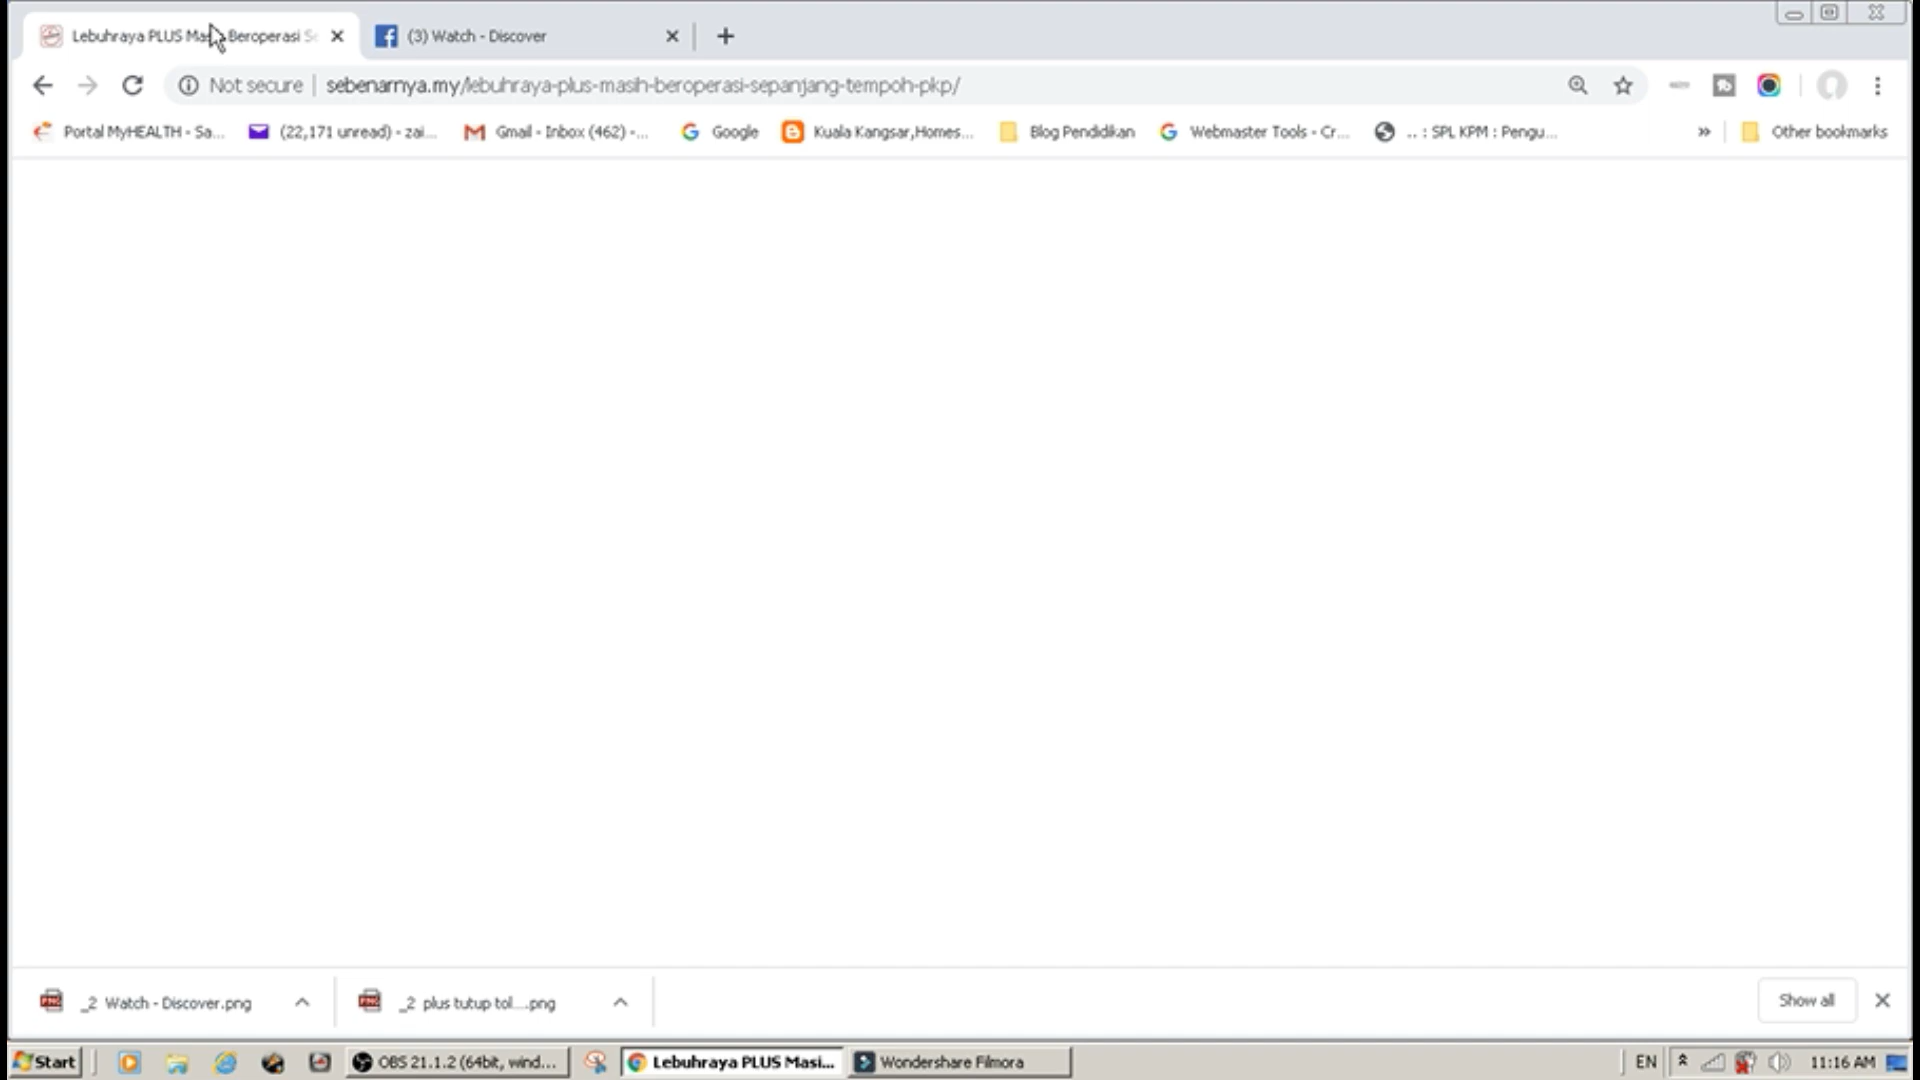 Lebuhraya PLUS Mas Beroperasi Se
(3) Watch - Discover
Not secure | sebenarnya.my/lebuhraya-plus-masih-beroperasi-sepanjang-tempoh-pkp/
Portal MyHEALTH - Sa... (22,171 unread) - zai... Gmail - Inbox (462) -... Google Kuala Kangsar,Homes... Blog Pendidikan Webmaster Tools - Cr... .. : SPL KPM : Pengu... » Other bookmarks
_2 Watch - Discover.png _2 plus tutup tol....png Show all
Start OBS 21.1.2 (64bit, wind... Lebuhraya PLUS Masi... Wondershare Filmora EN 11:16 AM